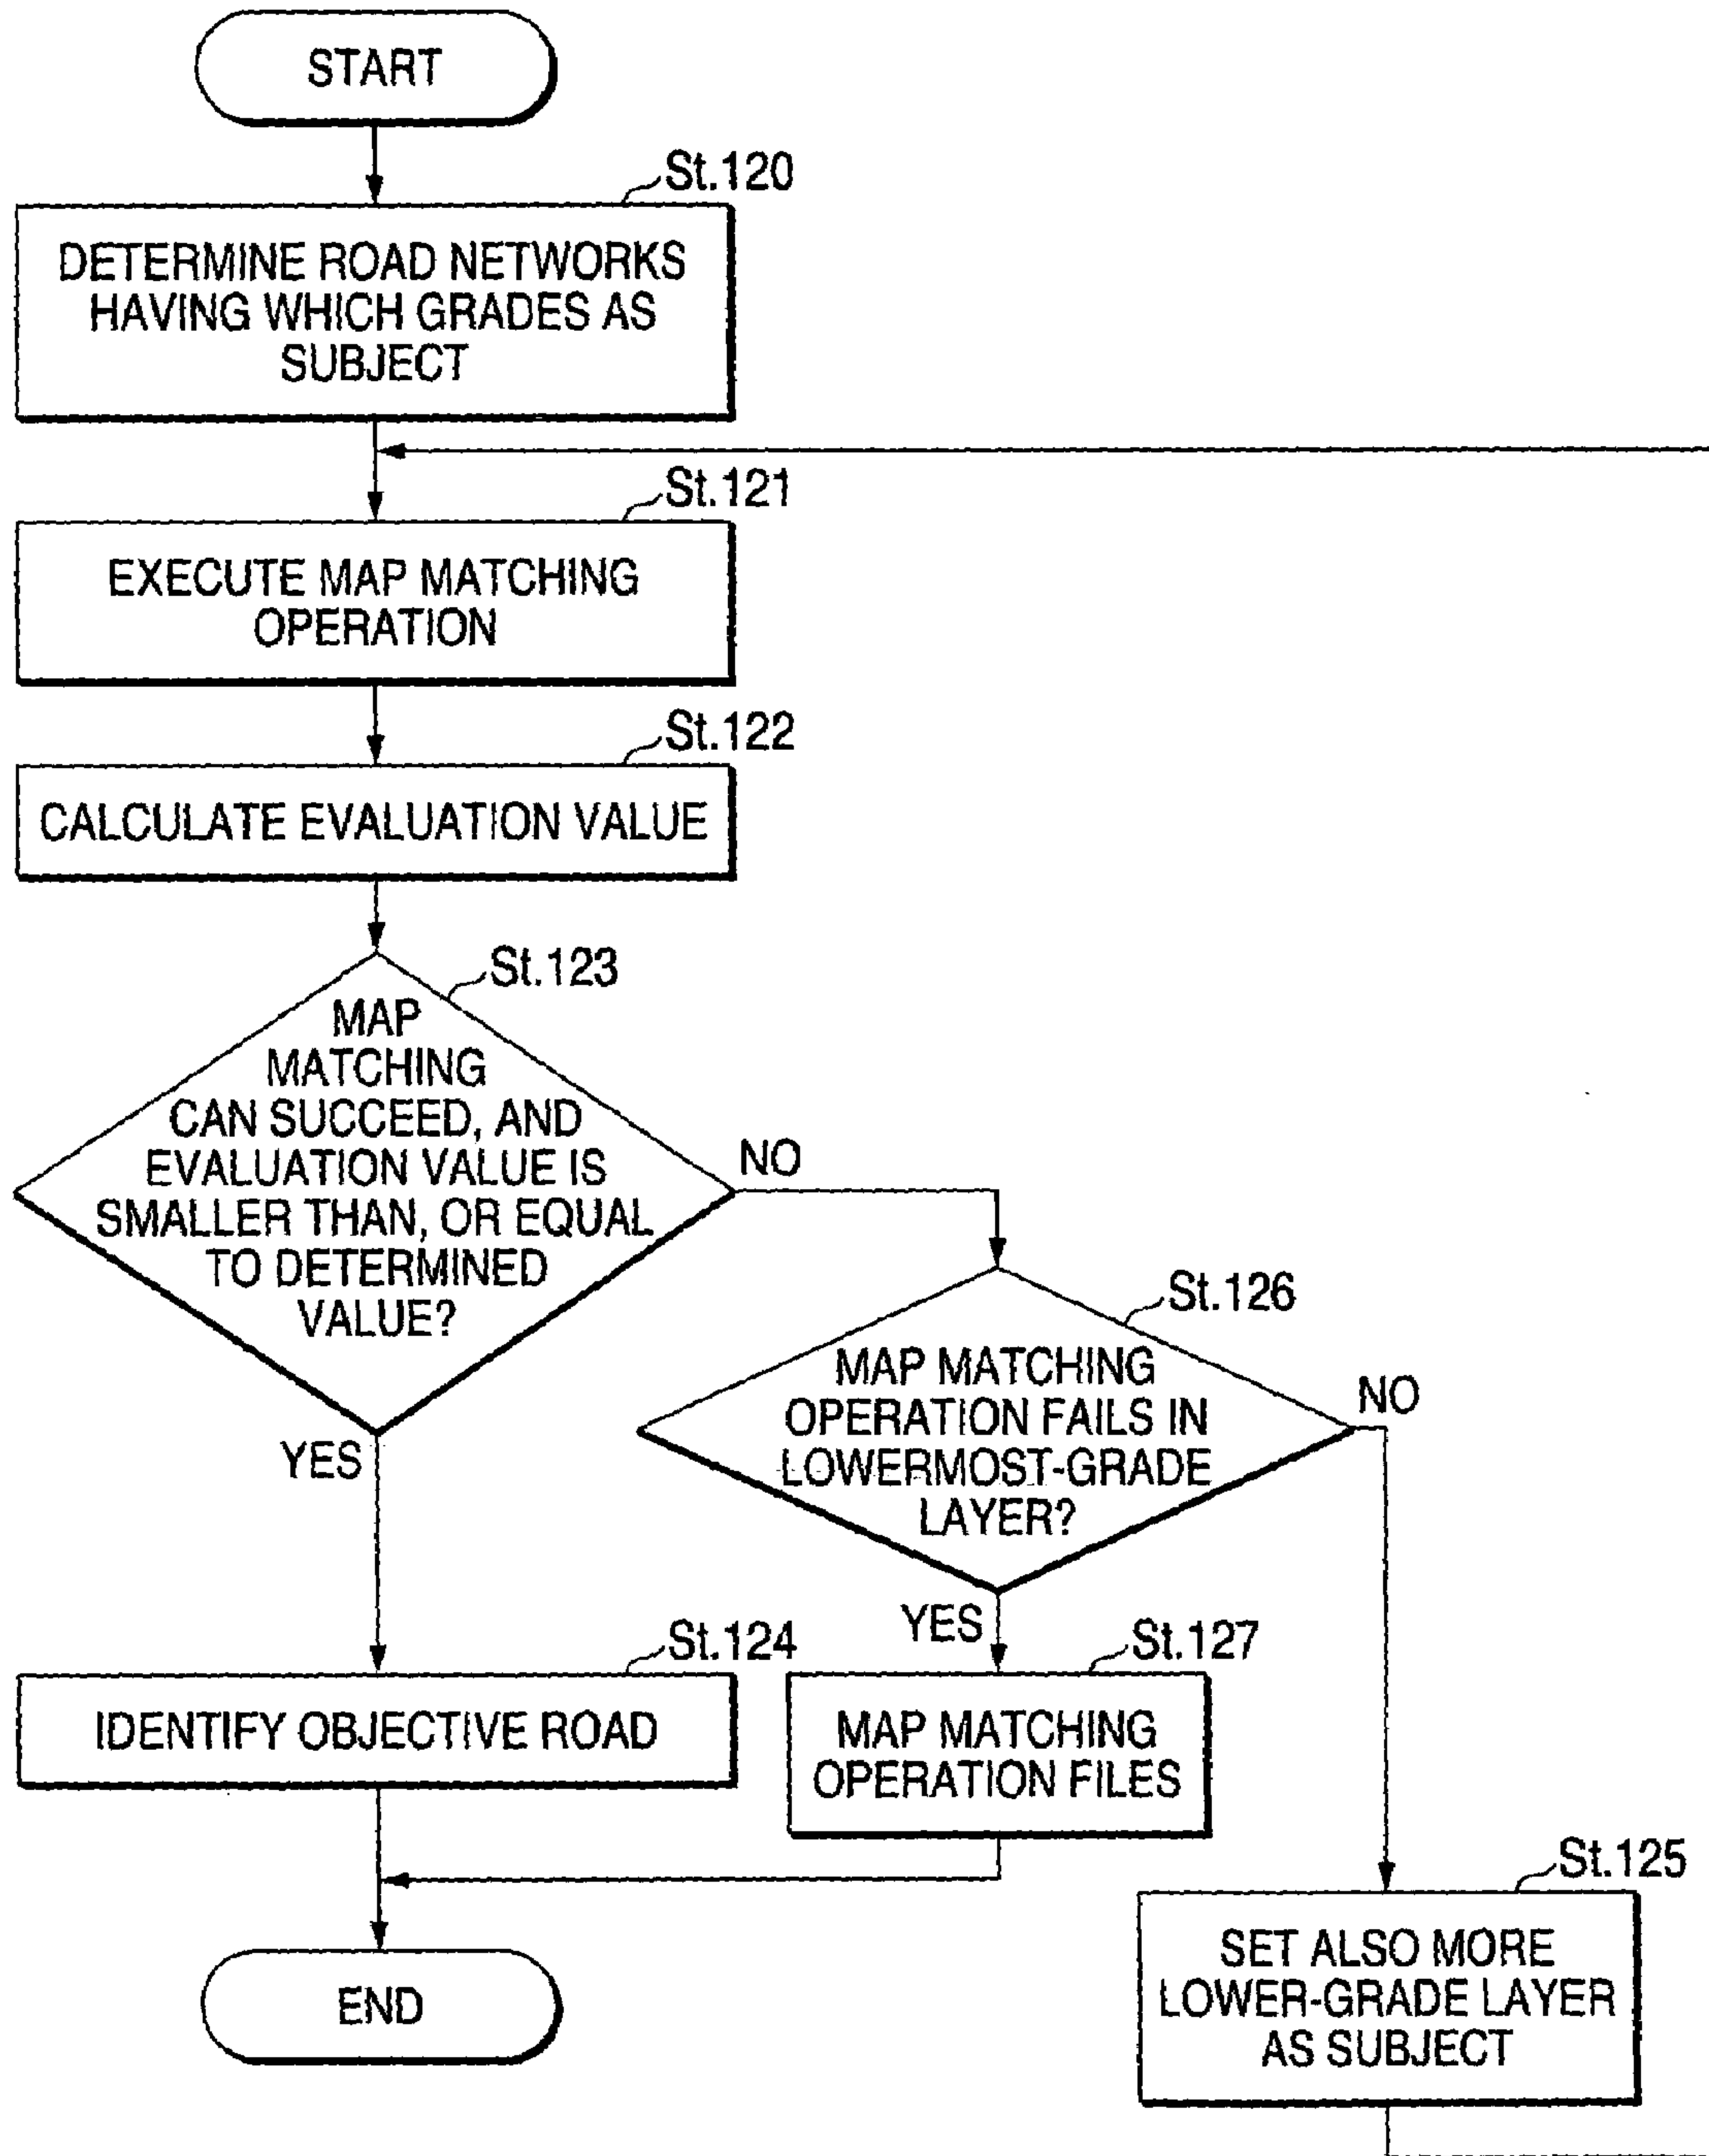 START
St.120
DETERMINE ROAD NETWORKS
HAVING WHICH GRADES AS
SUBJECT
St.121
EXECUTE MAP MATCHING
OPERATION
St.122
CALCULATE EVALUATION VALUE
St.123
MAP
MATCHING
CAN SUCCEED, AND
EVALUATION VALUE IS
SMALLER THAN, OR EQUAL
TO DETERMINED
VALUE?
NO
YES
St.126
MAP MATCHING
OPERATION FAILS IN
LOWERMOST-GRADE
LAYER?
NO
YES
St.124
IDENTIFY OBJECTIVE ROAD
St.127
MAP MATCHING
OPERATION FILES
St.125
SET ALSO MORE
LOWER-GRADE LAYER
AS SUBJECT
END